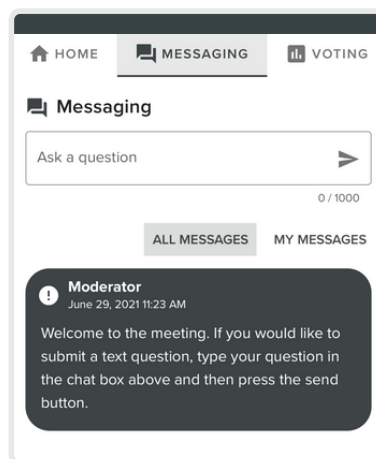 HOME MESSAGING VOTING
Messaging
Ask a question
0 / 1000
ALL MESSAGES MY MESSAGES
Moderator
June 29, 2021 11:23 AM
Welcome to the meeting. If you would like to
submit a text question, type your question in
the chat box above and then press the send
button.